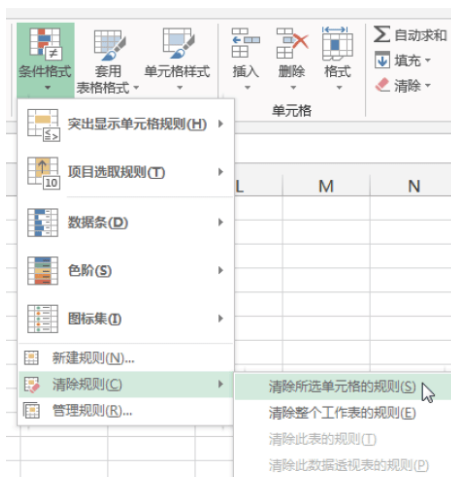 条件格式 套用 单元格样式 插入 删除 格式
表格格式
自动求和
填充
清除
单元格
突出显示单元格规则(H)
项目选取规则(T)
10
L M N
数据条(D)
色阶(S)
图标集(I)
新建规则(N)...
清除规则(C)
管理规则(R)...
清除所选单元格的规则(S)
清除整个工作表的规则(E)
清除此表的规则(T)
清除此数据透视表的规则(P)